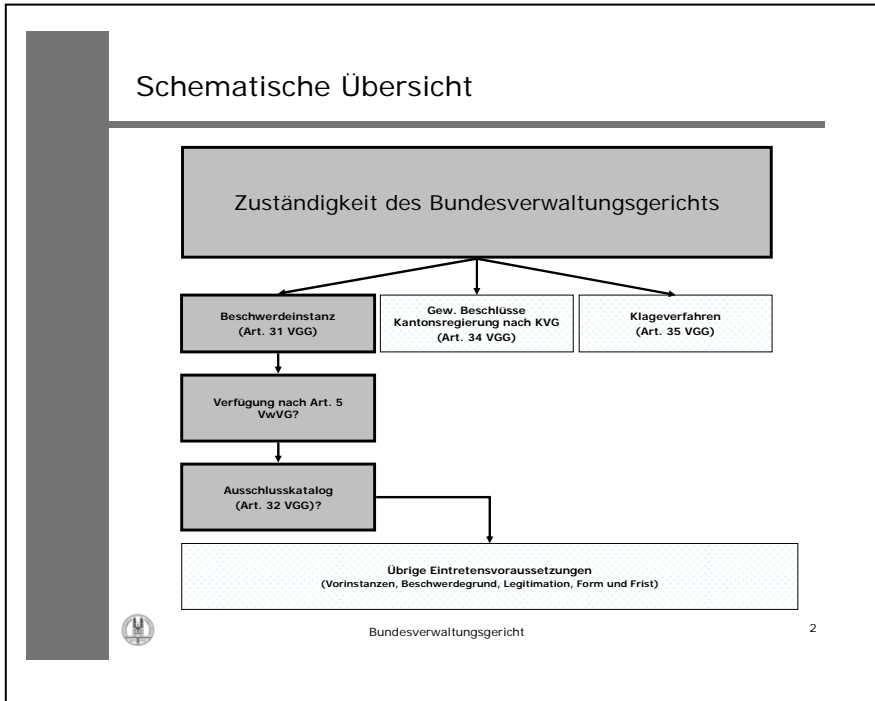 Schematische Übersicht
Zuständigkeit des Bundesverwaltungsgerichts
Beschwerdeinstanz
(Art. 31 VGG)
Gew. Beschlüsse
Kantonsregierung nach KVG
(Art. 34 VGG)
Klageverfahren
(Art. 35 VGG)
Verfügung nach Art. 5
VwVG?
Ausschlusskatalog
(Art. 32 VGG)?
Übrige Eintretensvoraussetzungen
(Vorinstanzen, Beschwerdegrund, Legitimation, Form und Frist)
Bundesverwaltungsgericht
2